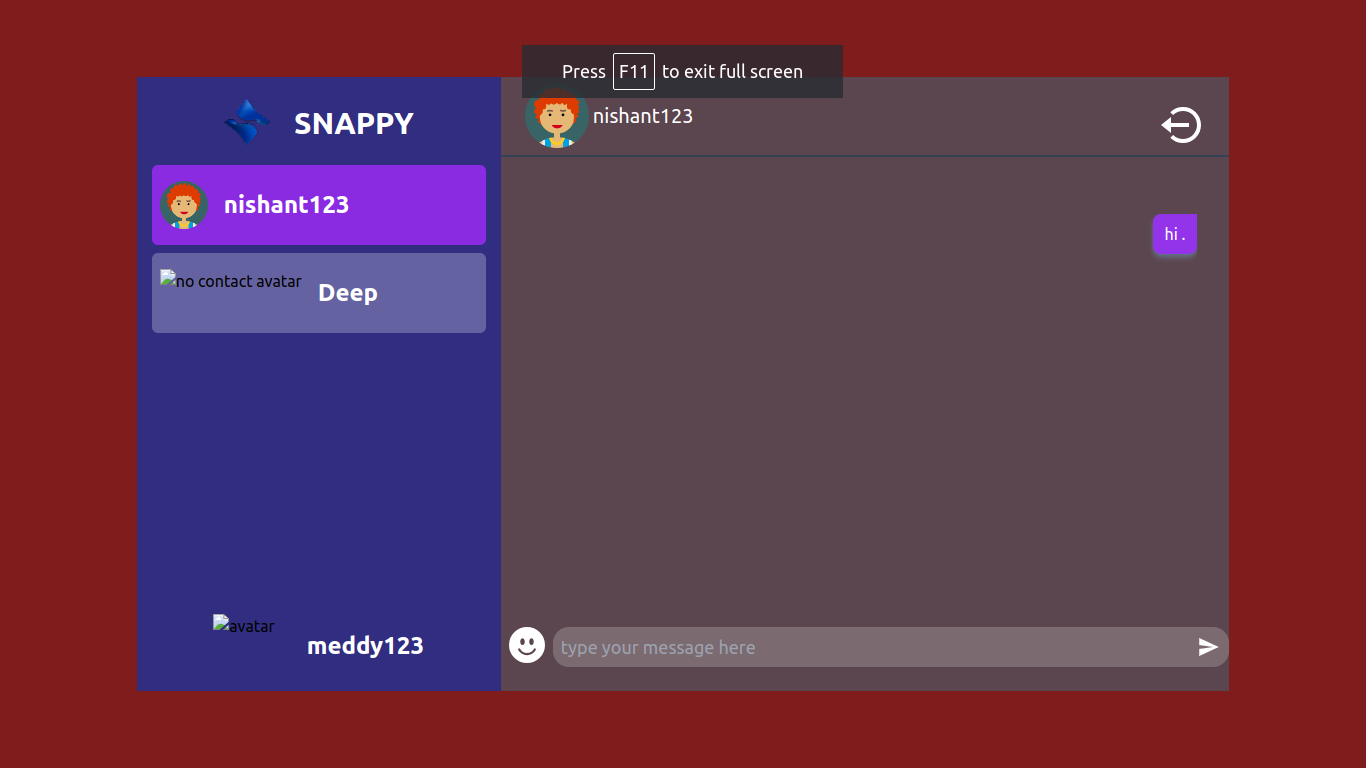 Press F11 to exit full screen
SNAPPY
nishant123
no contact avatar
Deep
avatar
meddy123
nishant123
hi .
type your message here